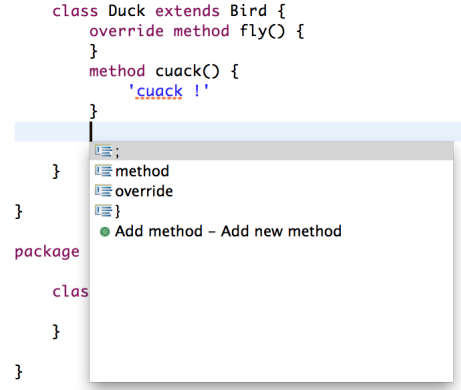 class Duck extends Bird {
override method fly() {
}
method cuack() {
'cuack !'
}
;
method
}
override
}
}
Add method – Add new method
package
clas
}
}